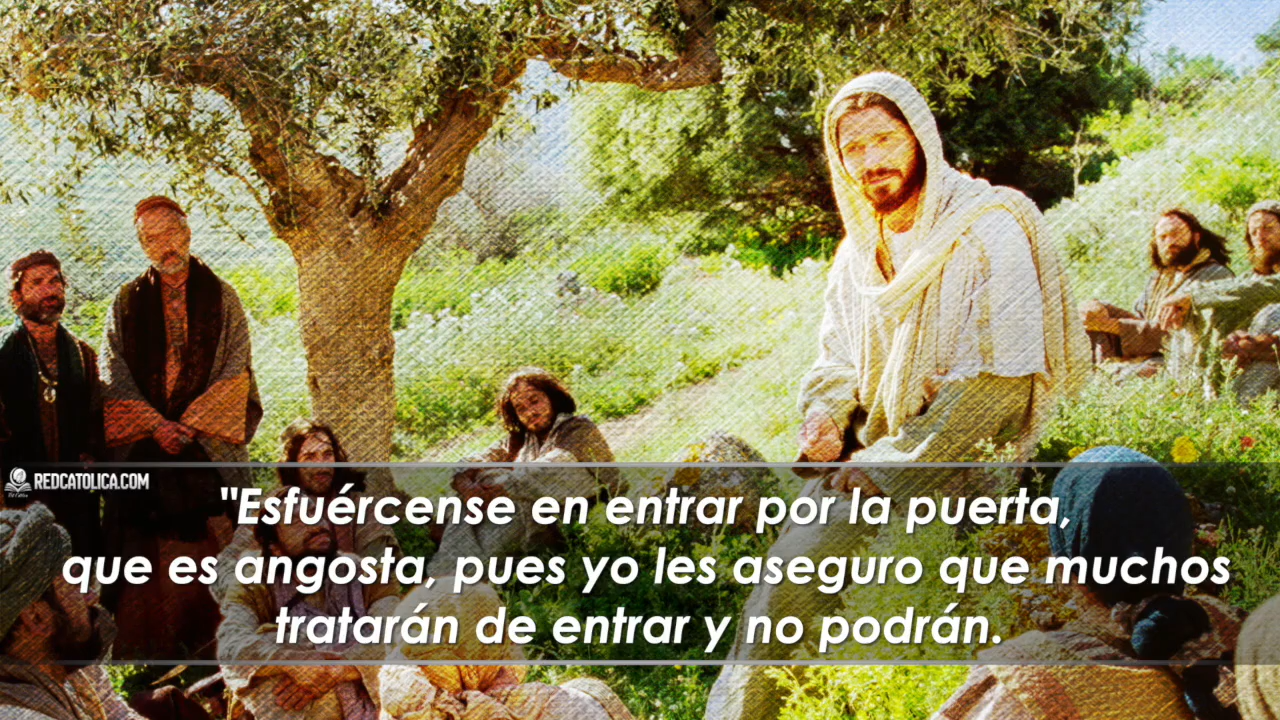 REDCATOLICA.COM
"Esfuércense en entrar por la puerta,
que es angosta, pues yo les aseguro que muchos
tratarán de entrar y no podrán.